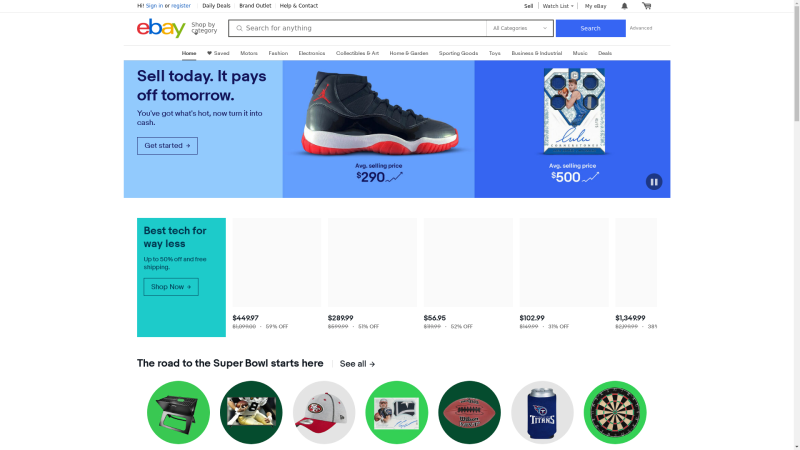 Hi! Sign in or register
Daily Deals
Brand Outlet
Help & Contact
Sell
Watch List
My eBay
ebay
Shop by
category
Search for anything
All Categories
Search
Advanced
Home
Saved
Motors
Fashion
Electronics
Collectibles & Art
Home & Garden
Sporting Goods
Toys
Business & Industrial
Music
Deals
Sell today. It pays
off tomorrow.
You've got what's hot, now turn it into
cash.
Get started →
Avg. selling price
$290
Avg. selling price
$500
Best tech for
way less
Up to 50% off and free
shipping.
Shop Now →
$449.97
$1,099.00 · 59% OFF
$289.99
$599.99 · 51% OFF
$56.95
$119.99 · 52% OFF
$102.99
$149.99 · 31% OFF
$1,349.99
$2,199.99 · 38%
The road to the Super Bowl starts here
See all →
TITANS